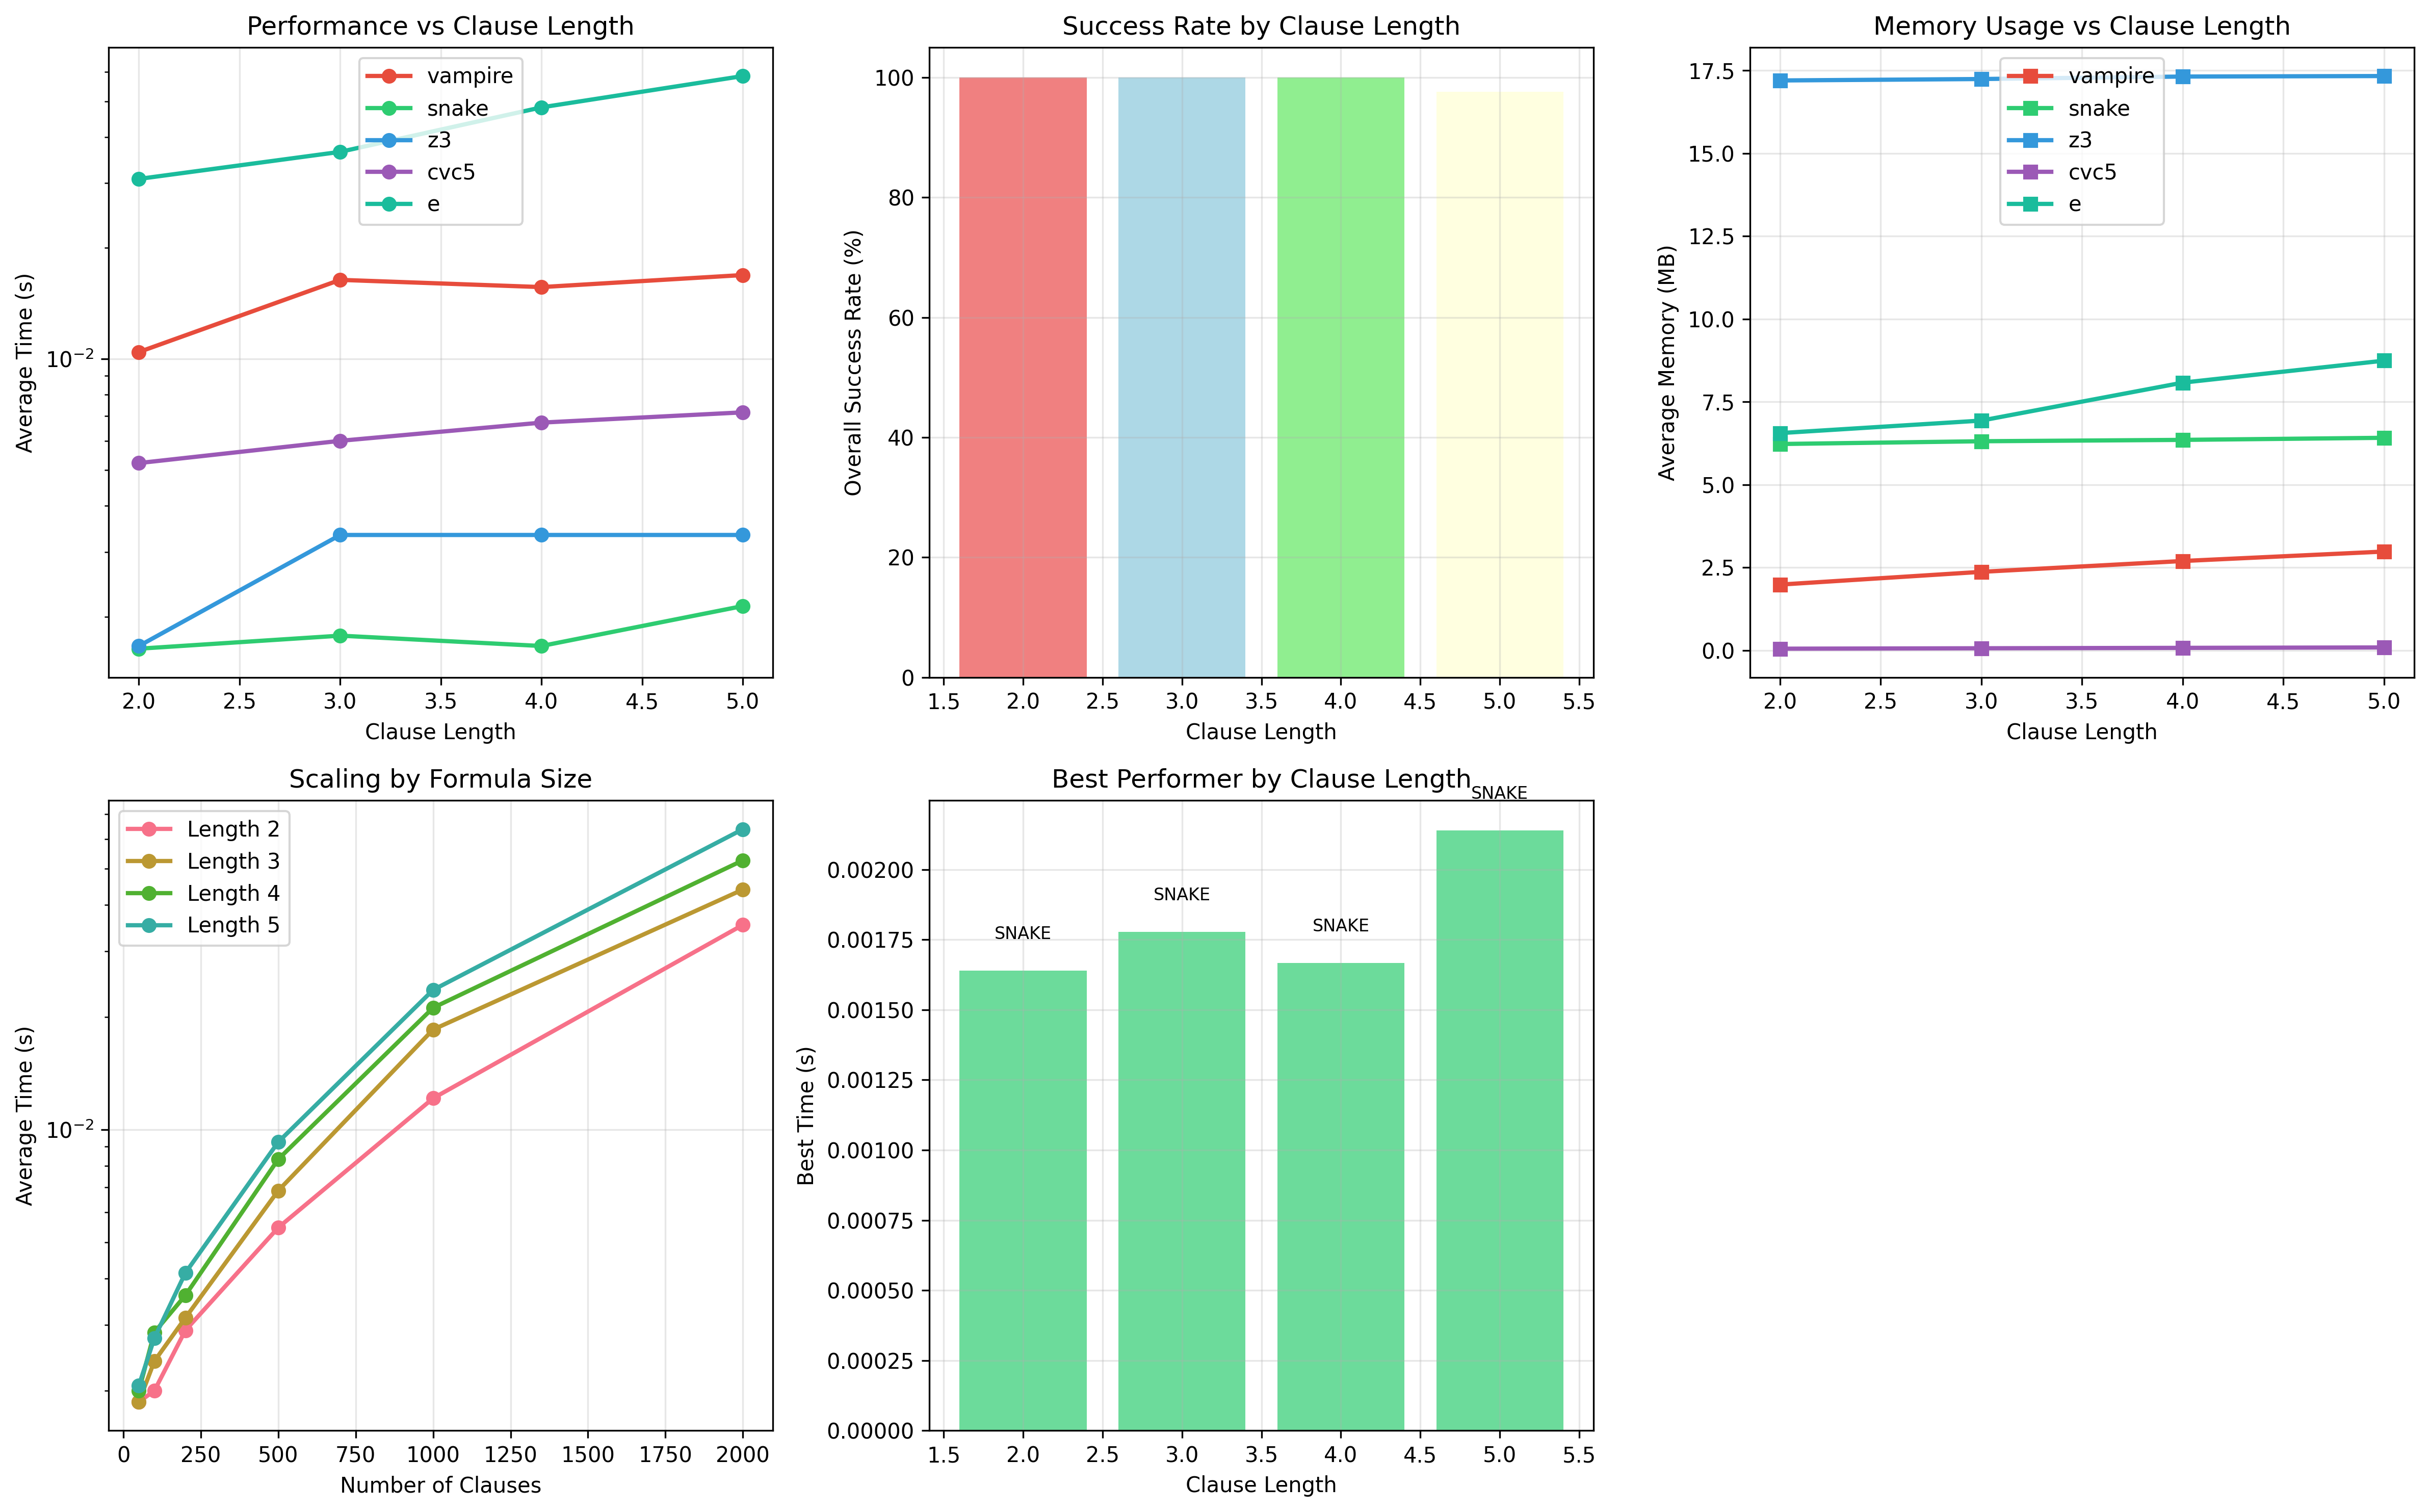 Performance vs Clause Length
Average Time (s)
10⁻²
vampire
snake
z3
cvc5
e
2.0 2.5 3.0 3.5 4.0 4.5 5.0
Clause Length
Success Rate by Clause Length
Overall Success Rate (%)
100
80
60
40
20
0
1.5 2.0 2.5 3.0 3.5 4.0 4.5 5.0 5.5
Clause Length
Memory Usage vs Clause Length
Average Memory (MB)
17.5
15.0
12.5
10.0
7.5
5.0
2.5
0.0
vampire
snake
z3
cvc5
e
2.0 2.5 3.0 3.5 4.0 4.5 5.0
Clause Length
Scaling by Formula Size
Average Time (s)
10⁻²
Length 2
Length 3
Length 4
Length 5
0 250 500 750 1000 1250 1500 1750 2000
Number of Clauses
Best Performer by Clause Length
Best Time (s)
0.00200
0.00175
0.00150
0.00125
0.00100
0.00075
0.00050
0.00025
0.00000
SNAKE
SNAKE
SNAKE
SNAKE
1.5 2.0 2.5 3.0 3.5 4.0 4.5 5.0 5.5
Clause Length